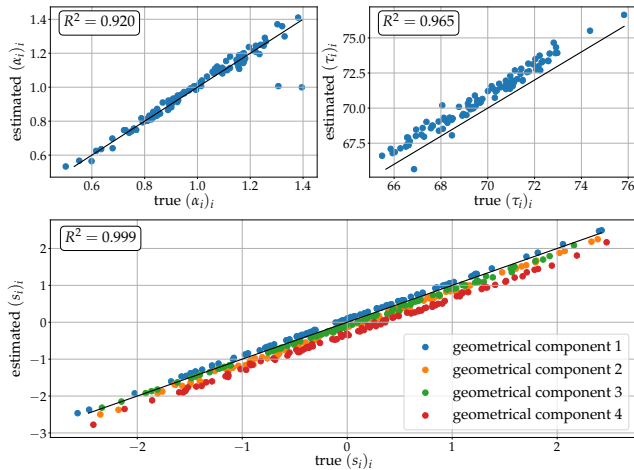 R² = 0.920
estimated (αᵢ)ᵢ
1.4
1.2
1.0
0.8
0.6
0.6
0.8
1.0
1.2
1.4
true (αᵢ)ᵢ
R² = 0.965
estimated (τᵢ)ᵢ
75.0
72.5
70.0
67.5
66
68
70
72
74
76
true (τᵢ)ᵢ
R² = 0.999
estimated (sᵢ)ᵢ
2
1
0
−1
−2
−3
geometrical component 1
geometrical component 2
geometrical component 3
geometrical component 4
−2
−1
0
1
2
true (sᵢ)ᵢ